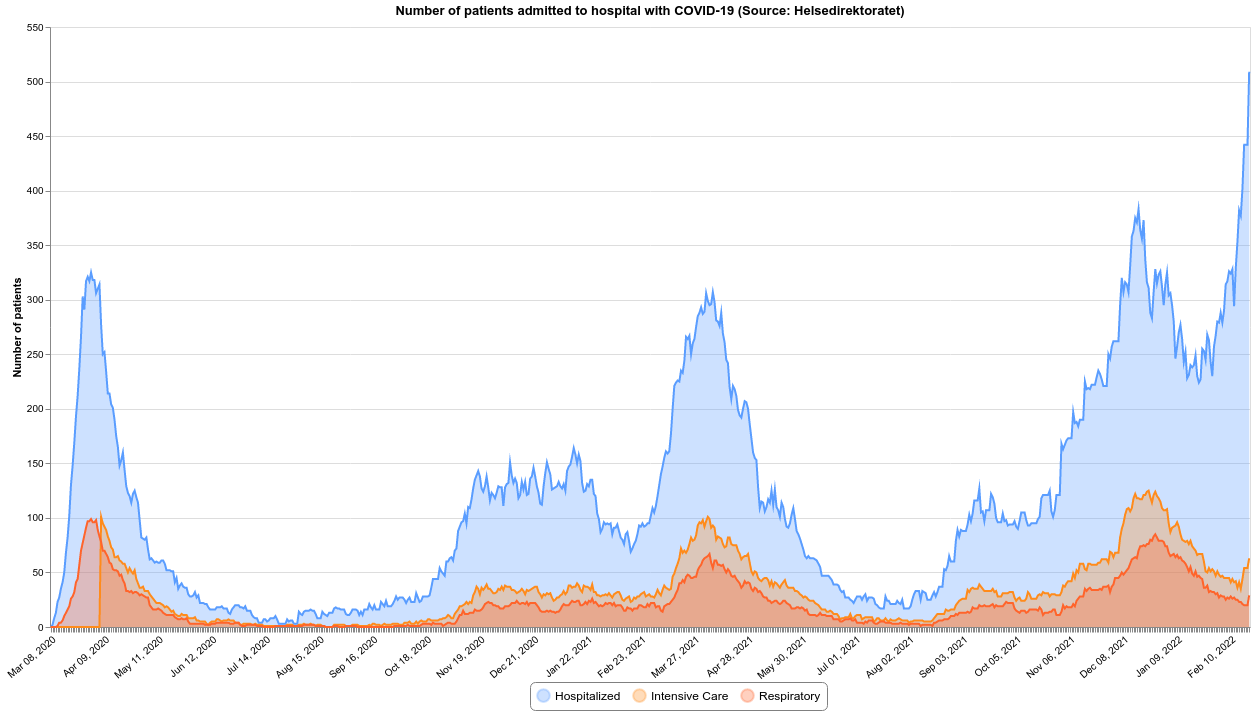 Number of patients admitted to hospital with COVID-19 (Source: Helsedirektoratet)
Number of patients
550
500
450
400
350
300
250
200
150
100
50
0
Mar 08, 2020
Apr 09, 2020
May 11, 2020
Jun 12, 2020
Jul 14, 2020
Aug 15, 2020
Sep 16, 2020
Oct 18, 2020
Nov 19, 2020
Dec 21, 2020
Jan 22, 2021
Feb 23, 2021
Mar 27, 2021
Apr 28, 2021
May 30, 2021
Jul 01, 2021
Aug 02, 2021
Sep 03, 2021
Oct 05, 2021
Nov 06, 2021
Dec 08, 2021
Jan 09, 2022
Feb 10, 2022
Hospitalized
Intensive Care
Respiratory